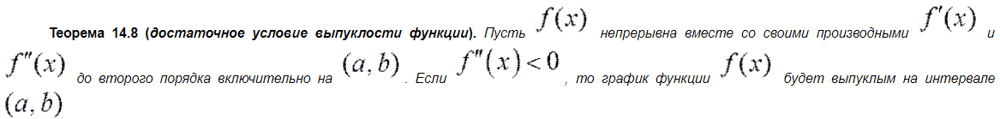 Теорема 14.8 (достаточное условие выпуклости функции). Пусть f(x) непрерывна вместе со своими производными f'(x) и
f"(x) до второго порядка включительно на (a, b) . Если f"(x)<0 , то график функции f(x) будет выпуклым на интервале
(a, b)